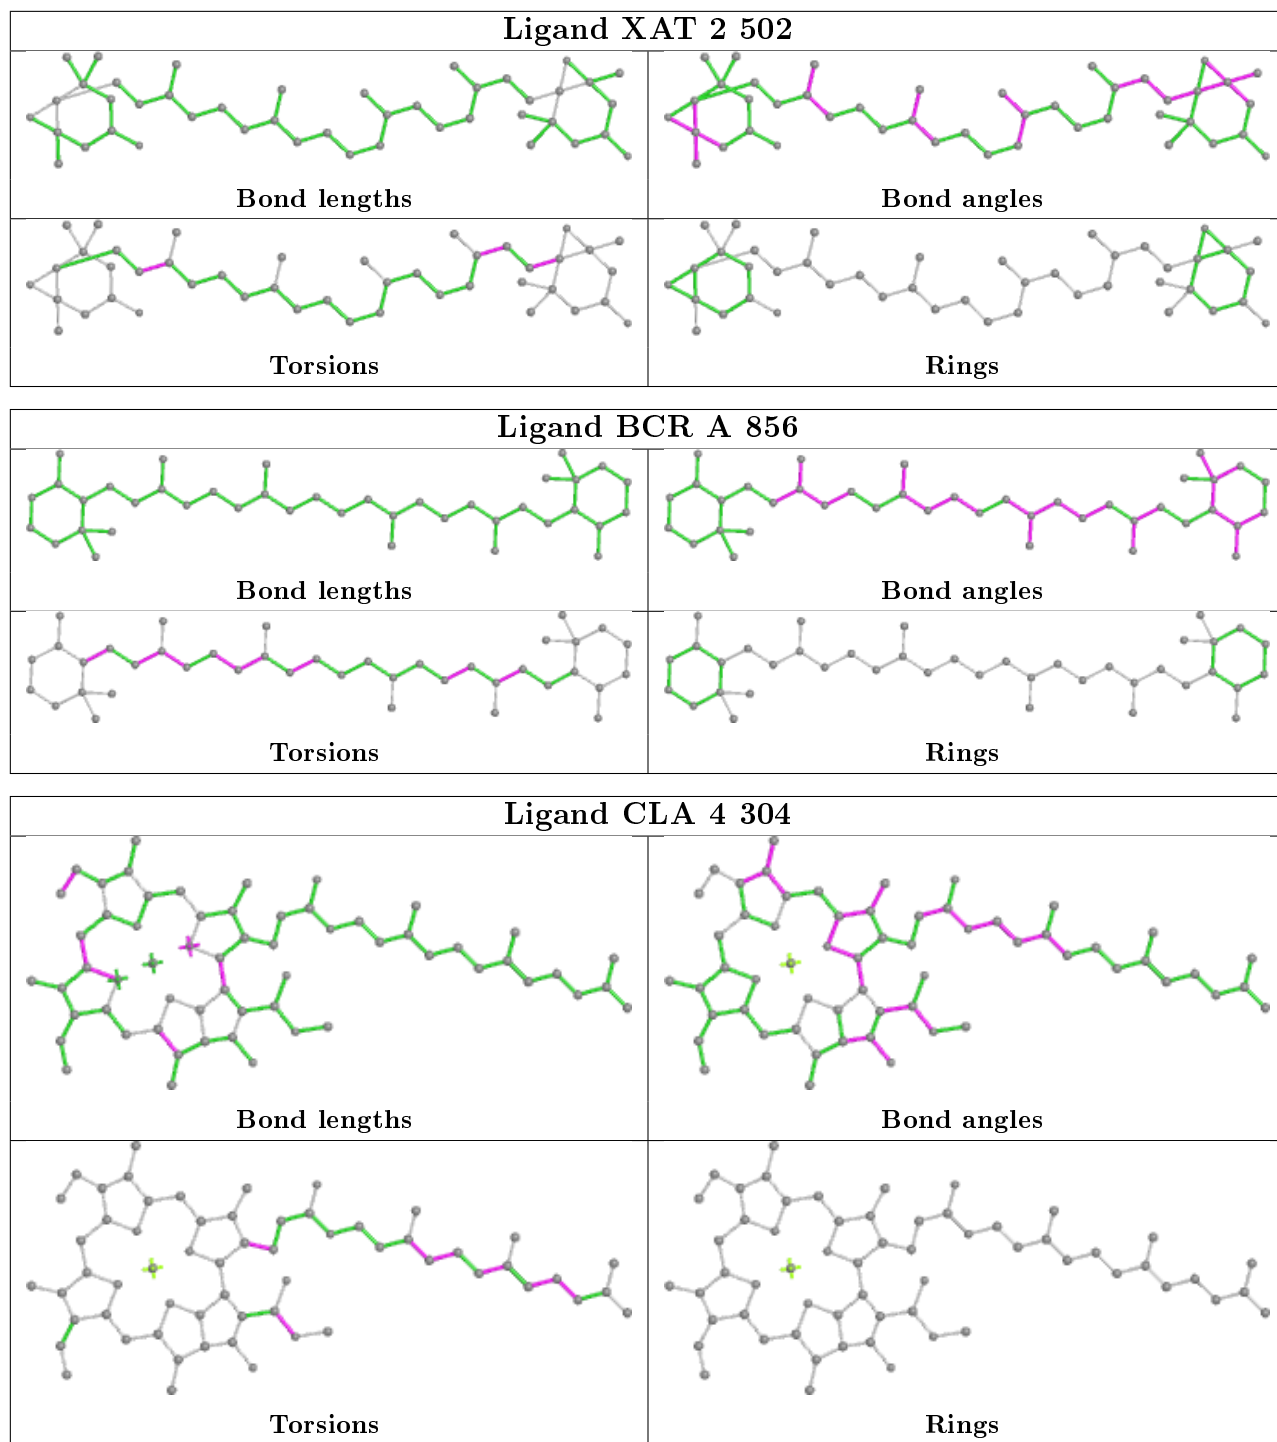 Ligand XAT 2 502
Bond lengths
Bond angles
Torsions
Rings
Ligand BCR A 856
Bond lengths
Bond angles
Torsions
Rings
Ligand CLA 4 304
Bond lengths
Bond angles
Torsions
Rings